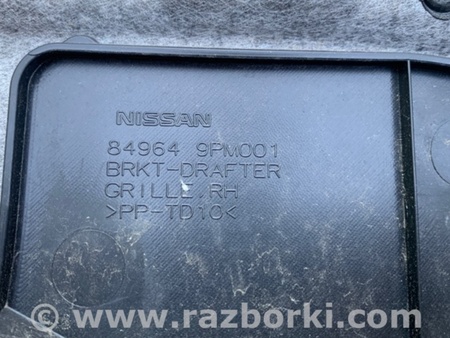 NISSAN
84964 9PM001
BRKT-DRAFTER
GRILLE,RH
>PP-TD10<
© www.razborki.com